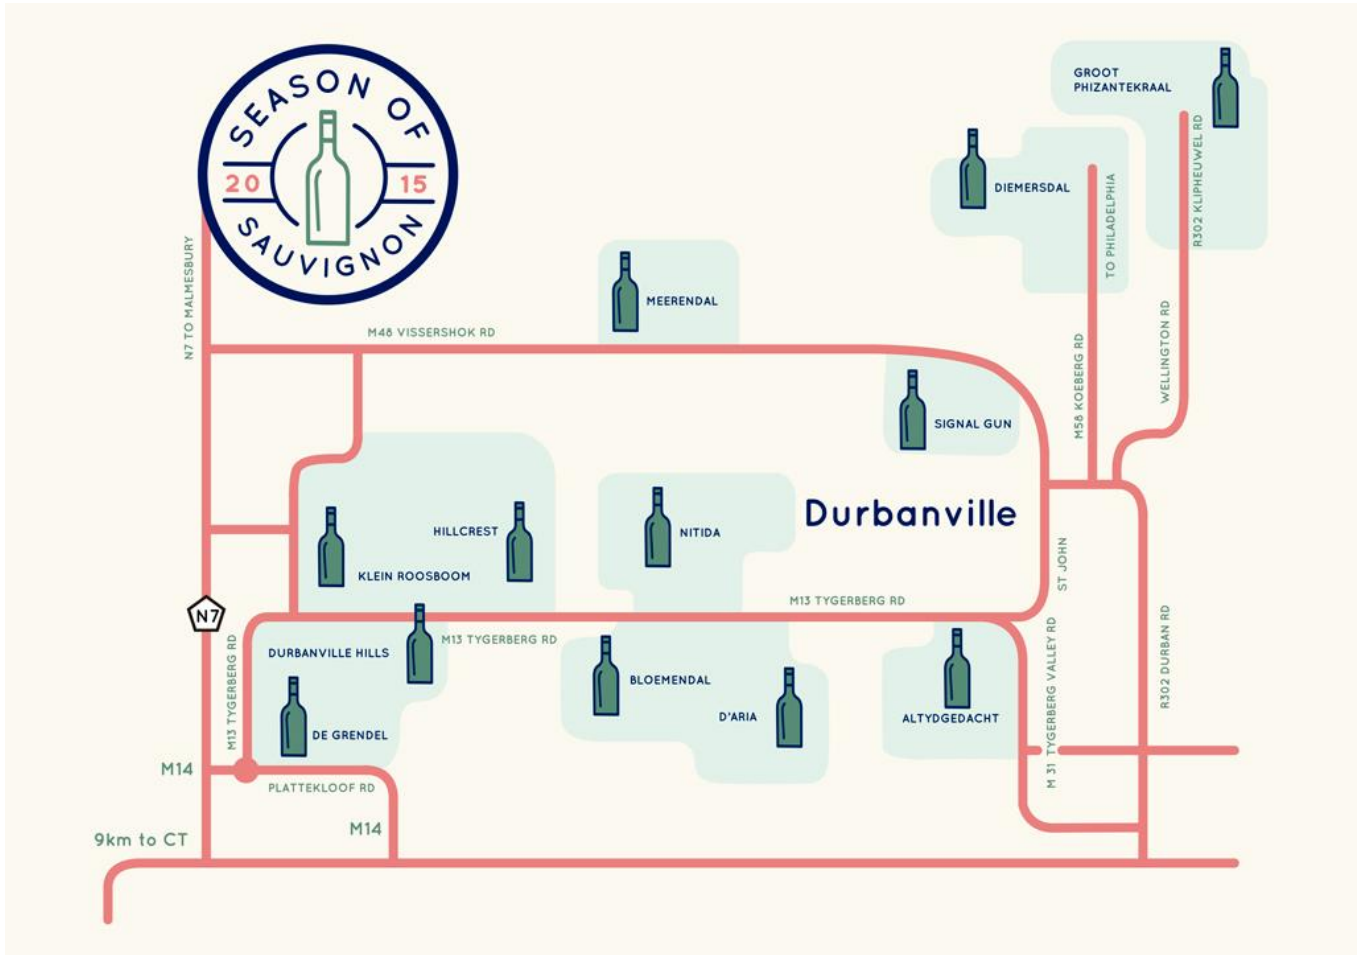 SEASON OF
20 15
SAUVIGNON
GROOT
PHIZANTEKRAAL
DIEMERSDAL
R302 KLIPHEUWEL RD
TO PHILADELPHIA
N7 TO MALMESBURY
MEERENDAL
M48 VISSERSHOK RD
WELLINGTON RD
M58 KOEBERG RD
SIGNAL GUN
Durbanville
HILLCREST
NITIDA
KLEIN ROOSBOOM
ST JOHN
N7
M13 TYGERBERG RD
M13 TYGERBERG RD
M13 TYGERBERG RD
DURBANVILLE HILLS
BLOEMENDAL
M 31 TYGERBERG VALLEY RD
R302 DURBAN RD
D'ARIA
ALTYDGEDACHT
DE GRENDEL
M14
PLATTEKLOOF RD
M14
9km to CT